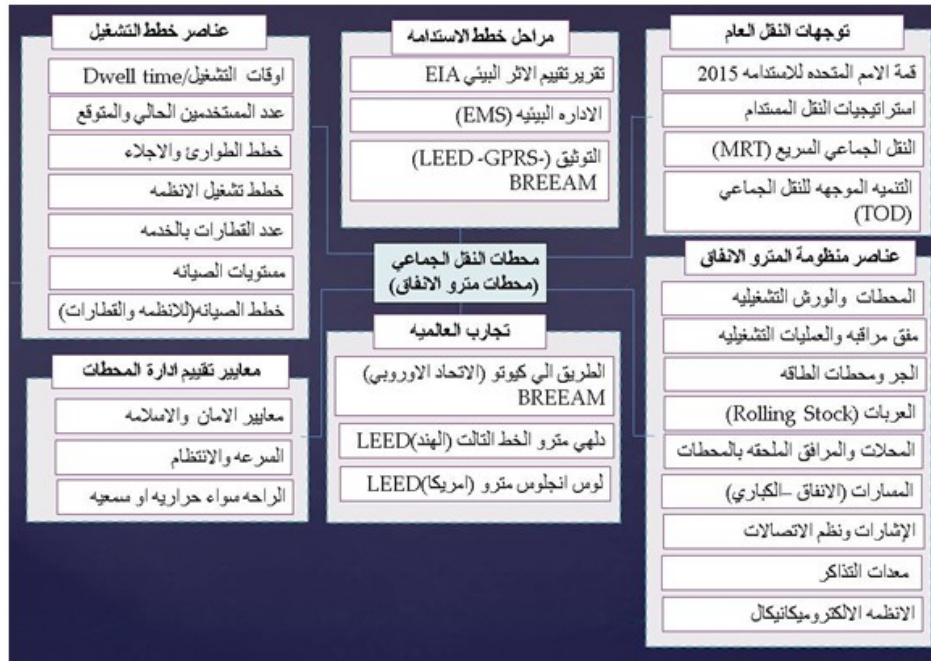 توجهات النقل العام
قمة الامم المتحده للاستدامه 2015
استراتيجيات النقل المستدام
النقل الجماعي السريع (MRT)
التنميه الموجهه للنقل الجماعي
(TOD)
مراحل خطط الاستدامه
تقريرتقييم الاثر البيئي EIA
الاداره البيئيه (EMS)
التوثيق (-LEED -GPRS)
BREEAM
عناصر خطط التشغيل
اوقات التشغيل/Dwell time
عدد المستخدمين الحالي والمتوقع
خطط الطوارئ والاجلاء
خطط تشغيل الانظمه
عدد القطارات بالخدمه
مستويات الصيانه
خطط الصيانه(للانظمه والقطارات)
محطات النقل الجماعي
(محطات مترو الانفاق)
عناصر منظومة المترو الانفاق
المحطات والورش التشغيليه
مفق مراقبه والعمليات التشغيليه
الجر ومحطات الطاقه
العربات (Rolling Stock)
المحلات والمرافق الملحقه بالمحطات
المسارات (الانفاق –الكباري)
الإشارات ونظم الاتصالات
معدات التذاكر
الانظمه الالكتروميكانيكال
تجارب العالميه
الطريق الي كيوتو (الاتحاد الاوروبي)
BREEAM
دلهي مترو الخط التالت (الهند)LEED
لوس انجلوس مترو (امريكا)LEED
معايير تقييم ادارة المحطات
معايير الامان والاسلامه
السرعه والانتظام
الراحه سواء حراريه او سمعيه